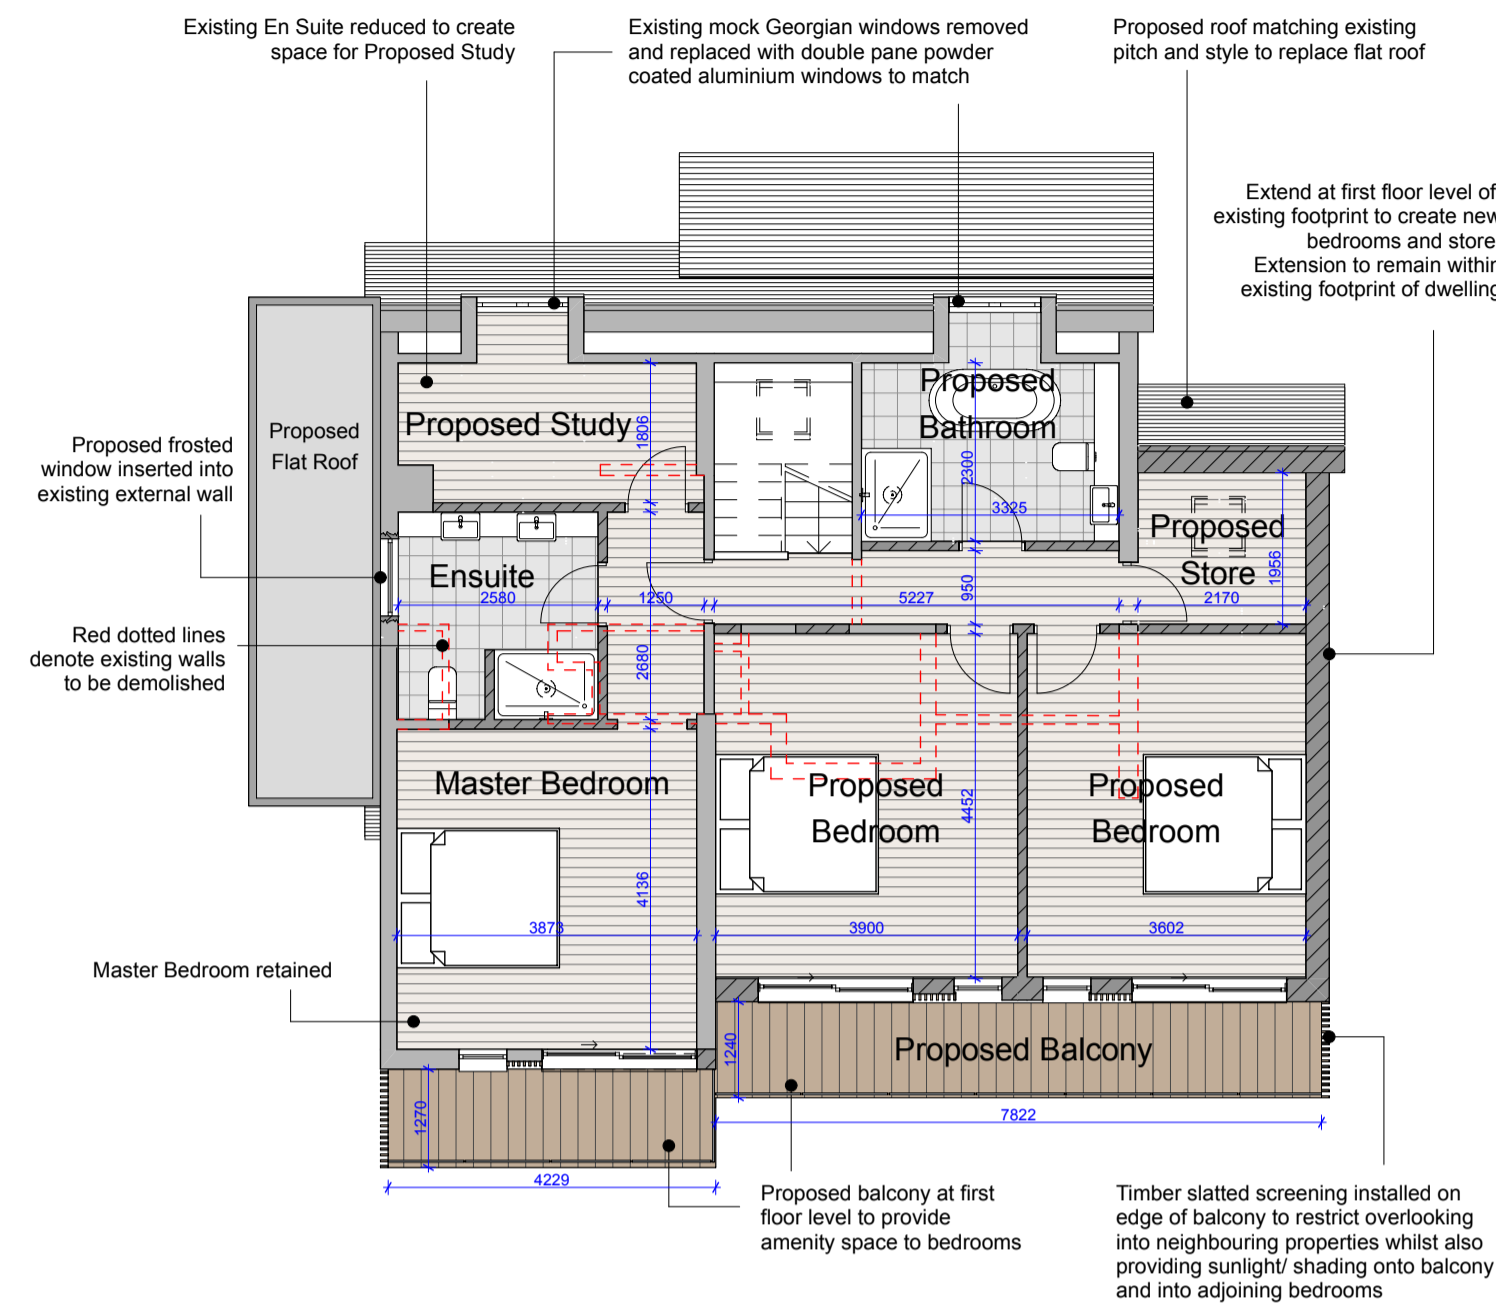 Existing En Suite reduced to create
space for Proposed Study
Existing mock Georgian windows removed
and replaced with double pane powder
coated aluminium windows to match
Proposed roof matching existing
pitch and style to replace flat roof
Extend at first floor level of
existing footprint to create new
bedrooms and store
Extension to remain within
existing footprint of dwelling
Proposed frosted
window inserted into
existing external wall
Red dotted lines
denote existing walls
to be demolished
Master Bedroom retained
Proposed
Flat Roof
Proposed Study
1806
Proposed
Bathroom
2300
3325
Proposed
Store
1956
2170
Ensuite
2580
1250
5227
950
2680
Master Bedroom
4136
3873
Proposed
Bedroom
4452
3900
Proposed
Bedroom
3602
Proposed Balcony
1240
7822
1270
4229
Proposed balcony at first
floor level to provide
amenity space to bedrooms
Timber slatted screening installed on
edge of balcony to restrict overlooking
into neighbouring properties whilst also
providing sunlight/ shading onto balcony
and into adjoining bedrooms